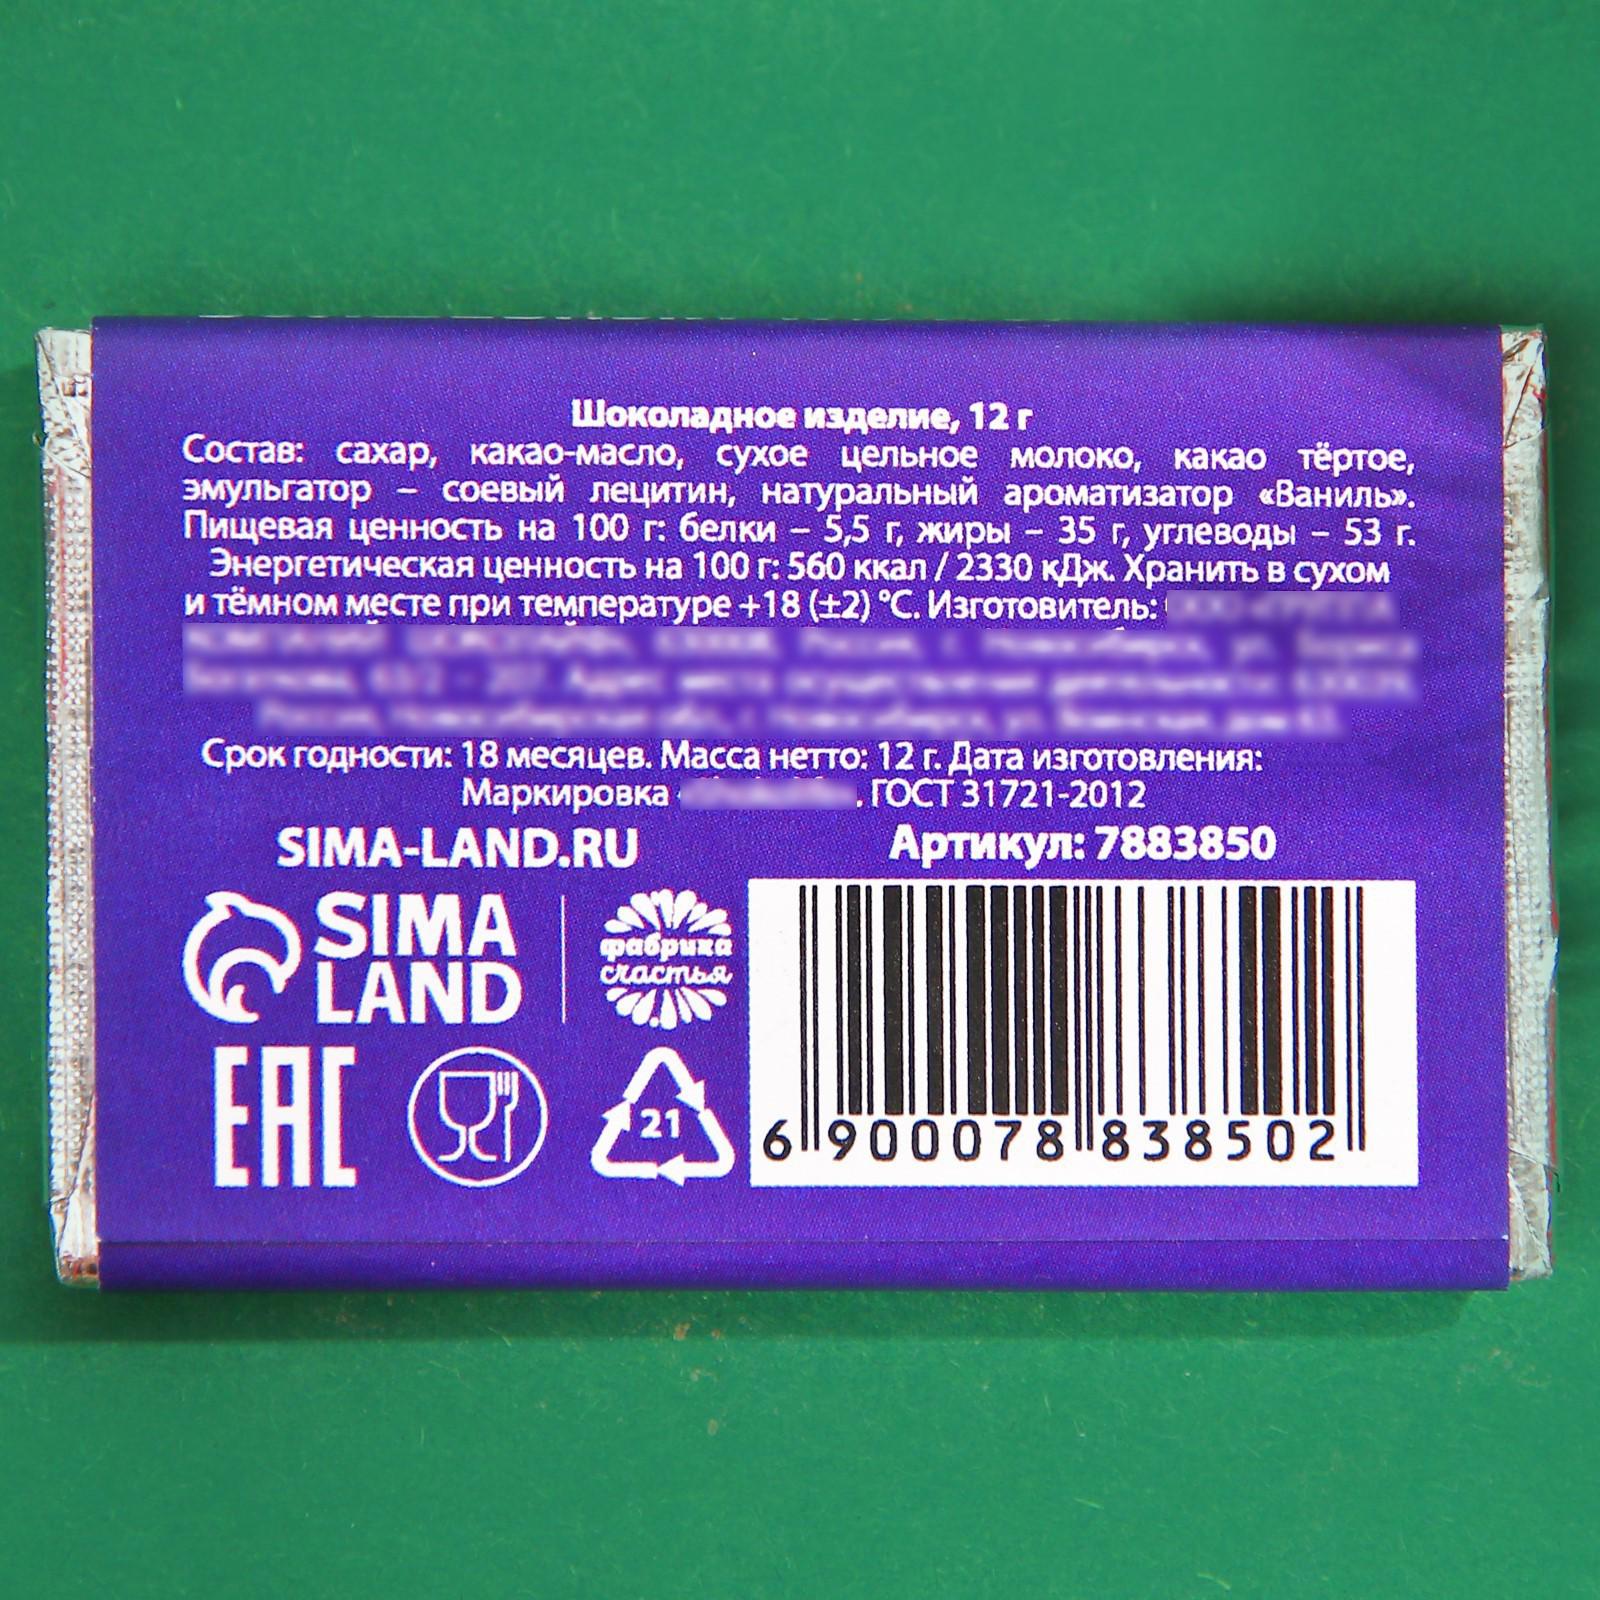 Шоколадное изделие, 12 г
Состав: сахар, какао-масло, сухое цельное молоко, какао тёртое,
эмульгатор – соевый лецитин, натуральный ароматизатор «Ваниль».
Пищевая ценность на 100 г: белки – 5,5 г, жиры – 35 г, углеводы – 53 г.
Энергетическая ценность на 100 г: 560 ккал / 2330 кДж. Хранить в сухом
и тёмном месте при температуре +18 (±2) °С. Изготовитель:
Срок годности: 18 месяцев. Масса нетто: 12 г. Дата изготовления:
Маркировка . ГОСТ 31721-2012
SIMA-LAND.RU
Артикул: 7883850
SIMA
LAND
фабрика
счастья
EAC
21
6 900078 838502